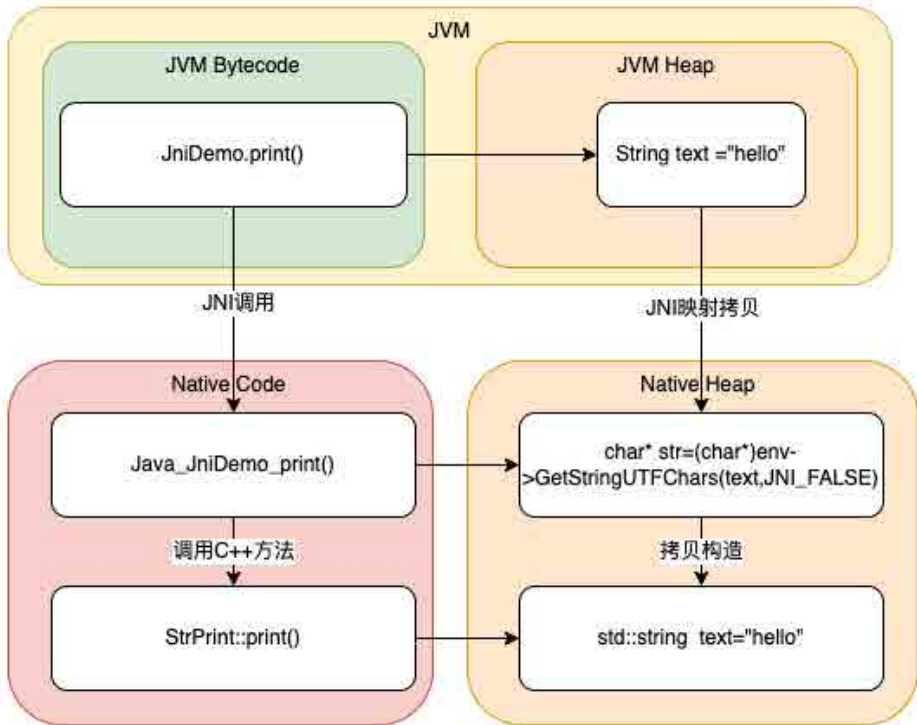 JVM
JVM Bytecode
JVM Heap
JniDemo.print()
String text ="hello"
JNI调用
JNI映射拷贝
Native Code
Native Heap
Java_JniDemo_print()
char* str=(char*)env-
>GetStringUTFChars(text,JNI_FALSE)
调用C++方法
拷贝构造
StrPrint::print()
std::string text="hello"